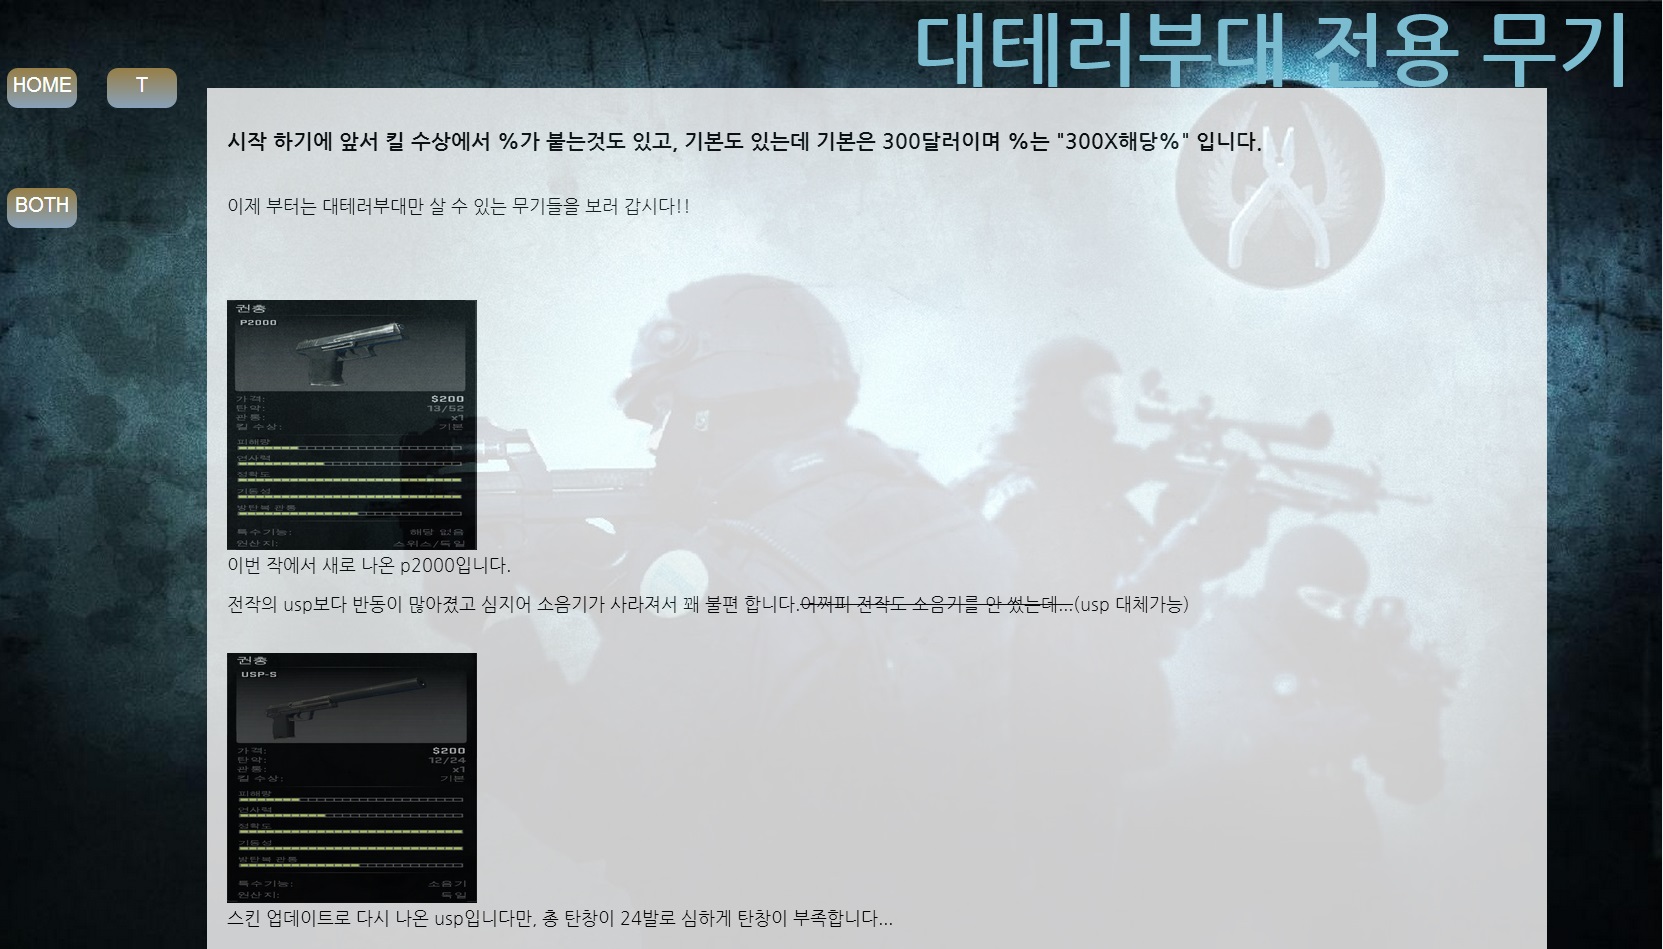 대테러부대 전용 무기
HOME
T
BOTH
시작 하기에 앞서 킬 수상에서 %가 붙는것도 있고, 기본도 있는데 기본은 300달러이며 %는 "300X해당%" 입니다.
이제 부터는 대테러부대만 살 수 있는 무기들을 보러 갑시다!!
권총
P2000
가격: $200
탄약: 13/52
관통: x1
킬 수상: 기본
피해량
연사력
정확도
기동성
방탄복 관통
특수기능: 해당 없음
원산지: 스위스/독일
이번 작에서 새로 나온 p2000입니다.
전작의 usp보다 반동이 많아졌고 심지어 소음기가 사라져서 꽤 불편 합니다.어쩌피 전작도 소음기를 안 썼는데...(usp 대체가능)
권총
USP-S
가격: $200
탄약: 12/24
관통: x1
킬 수상: 기본
피해량
연사력
정확도
기동성
방탄복 관통
특수기능: 소음기
원산지: 독일
스킨 업데이트로 다시 나온 usp입니다만, 총 탄창이 24발로 심하게 탄창이 부족합니다...